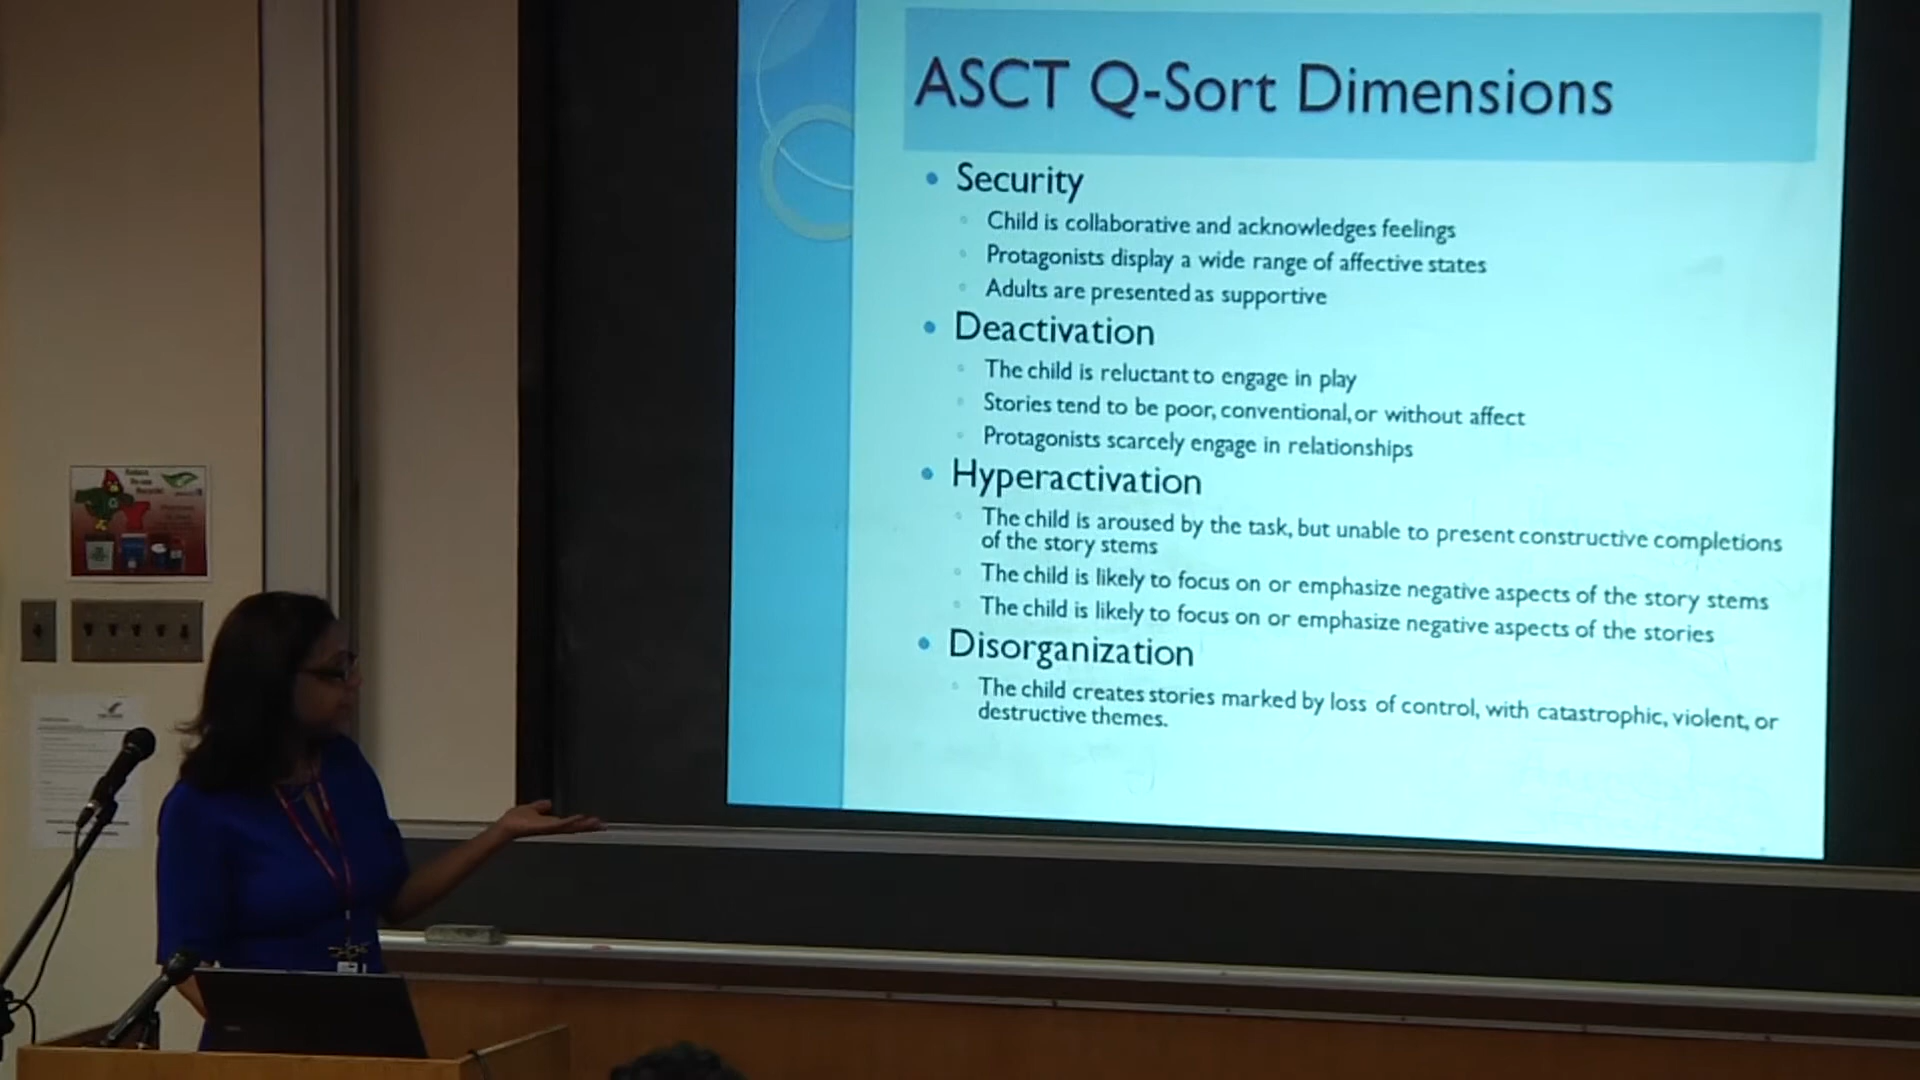 ASCT Q-Sort Dimensions
• Security
◦ Child is collaborative and acknowledges feelings
◦ Protagonists display a wide range of affective states
◦ Adults are presented as supportive
• Deactivation
◦ The child is reluctant to engage in play
◦ Stories tend to be poor, conventional, or without affect
◦ Protagonists scarcely engage in relationships
• Hyperactivation
◦ The child is aroused by the task, but unable to present constructive completions
of the story stems
◦ The child is likely to focus on or emphasize negative aspects of the story stems
◦ The child is likely to focus on or emphasize negative aspects of the stories
• Disorganization
◦ The child creates stories marked by loss of control, with catastrophic, violent, or
destructive themes.
Reduce
Re-use
Recycle